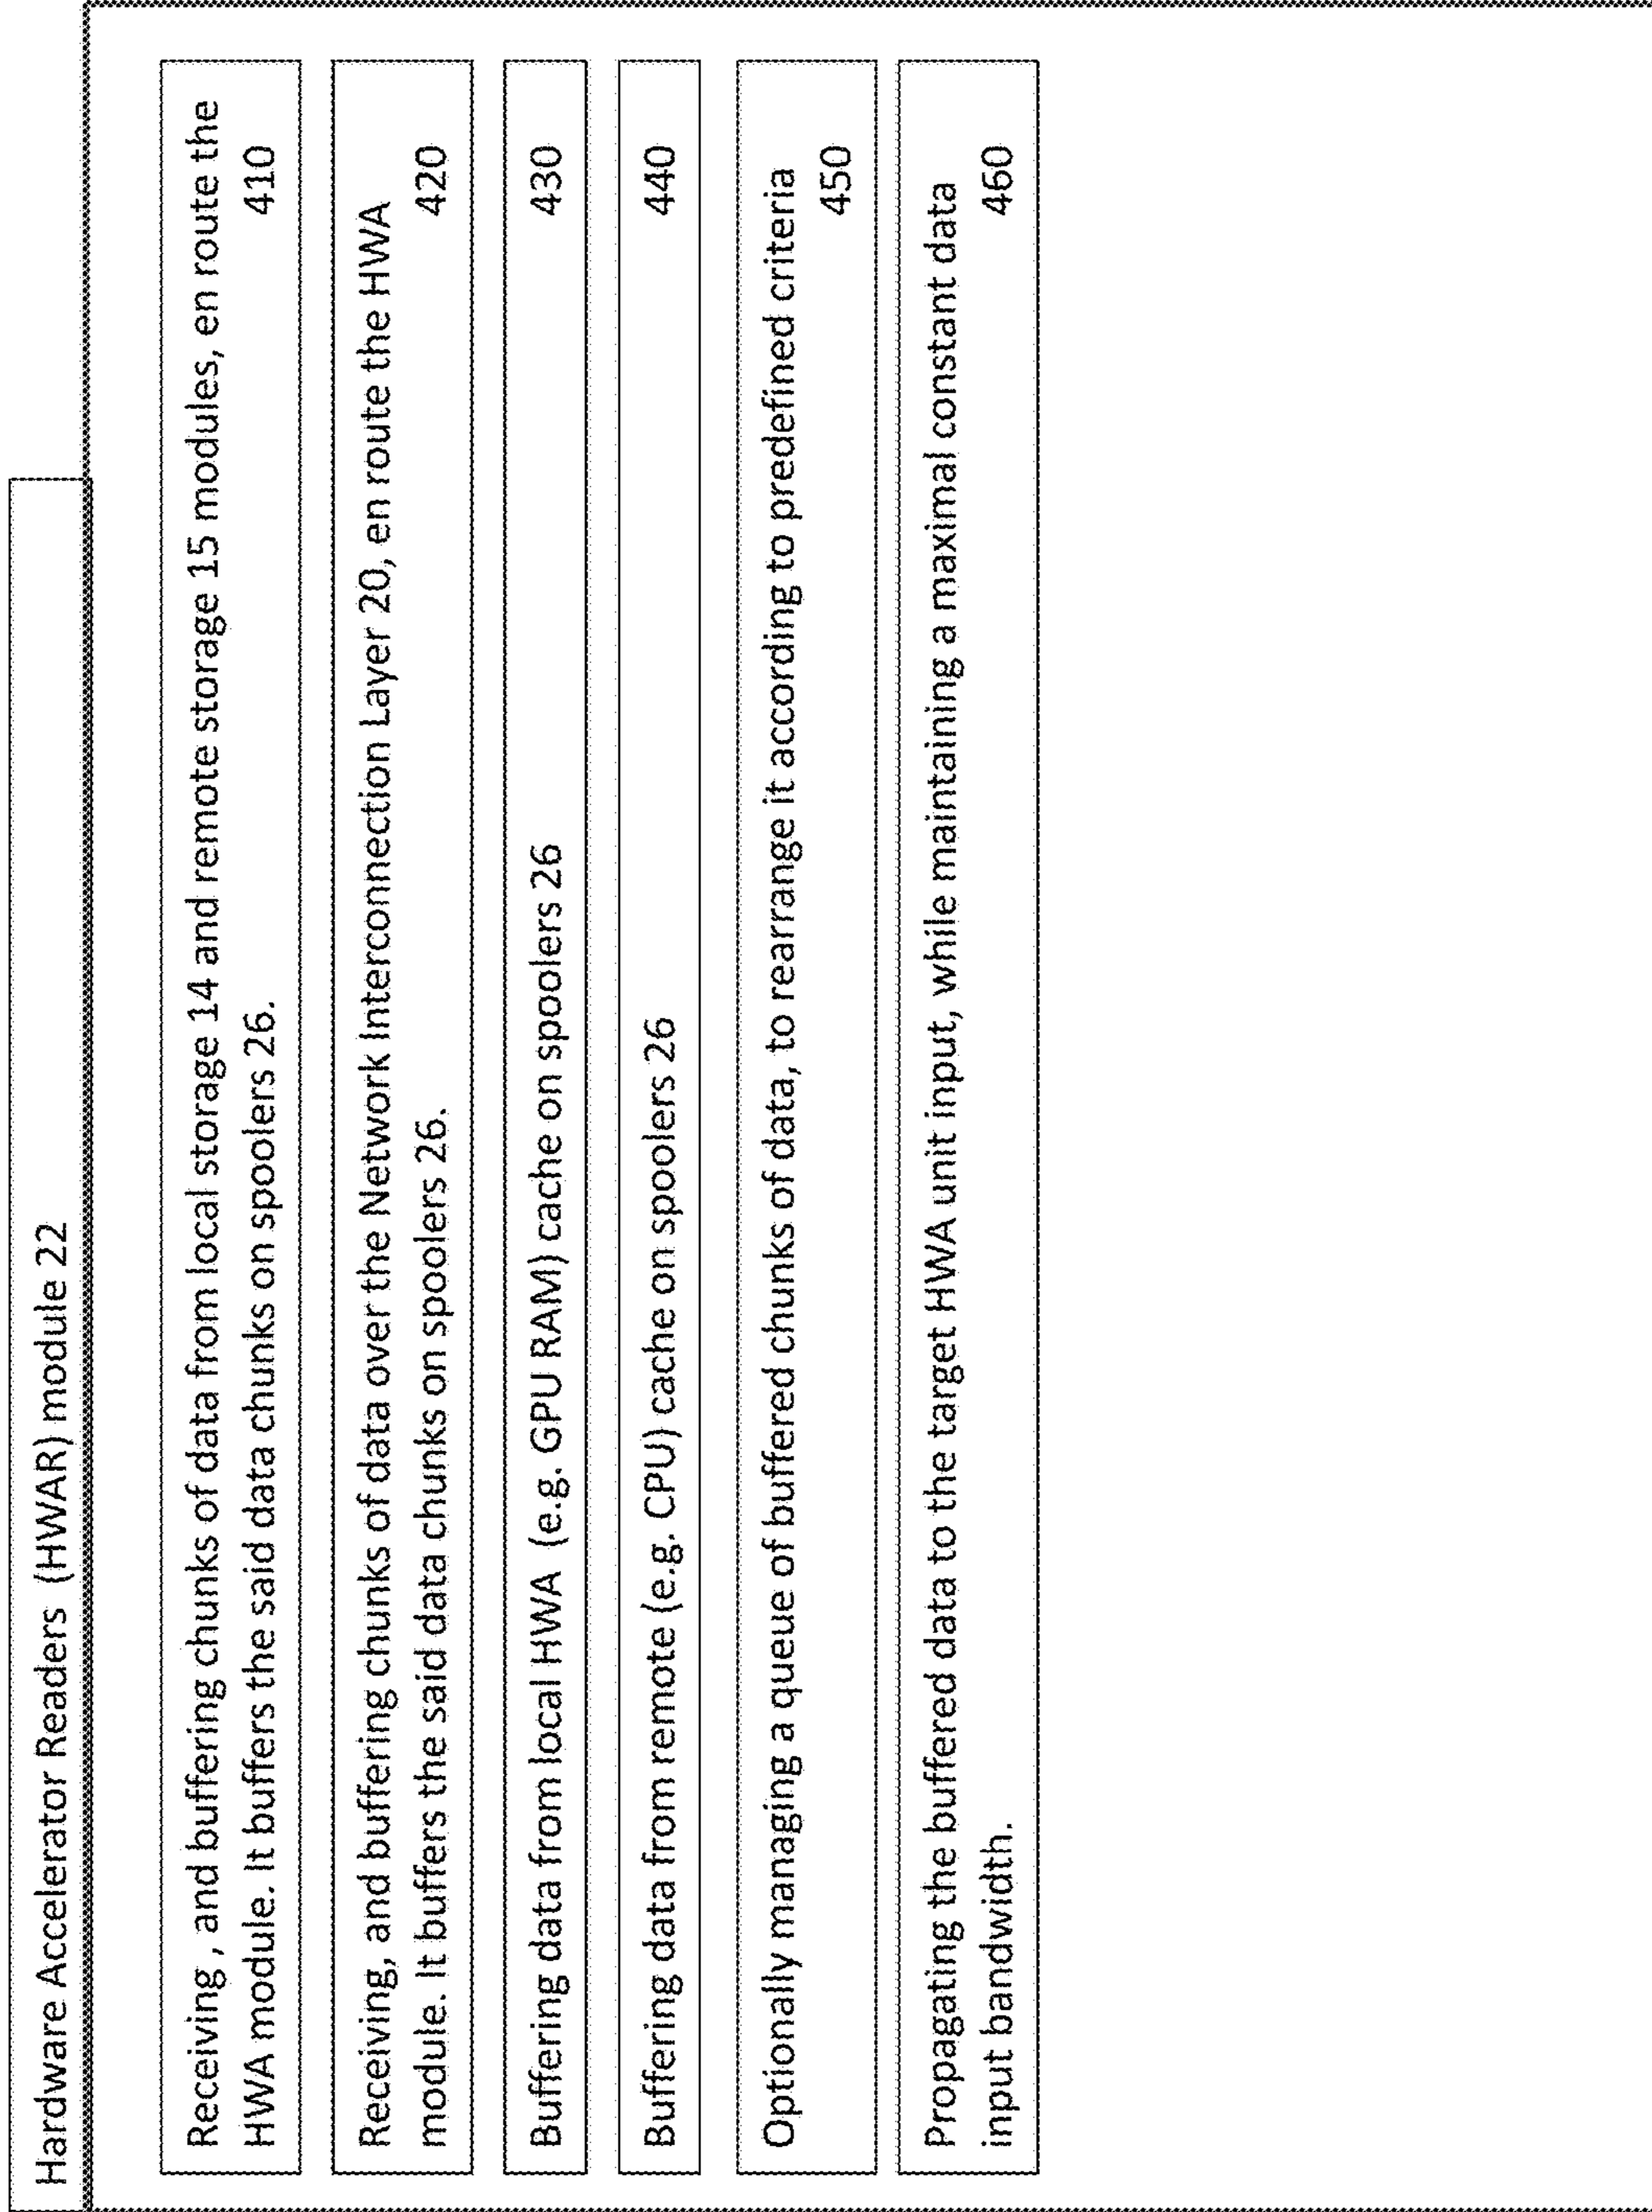 Hardware Accelerator Readers (HWAR) module 22
Receiving , and buffering chunks of data from local storage 14 and remote storage 15 modules, en route the
HWA module. It buffers the said data chunks on spoolers 26. 410
Receiving, and buffering chunks of data over the Network Interconnection Layer 20, en route the HWA
module. It buffers the said data chunks on spoolers 26. 420
Buffering data from local HWA (e.g. GPU RAM) cache on spoolers 26 430
Buffering data from remote (e.g. CPU) cache on spoolers 26 440
Optionally managing a queue of buffered chunks of data, to rearrange it according to predefined criteria
450
Propagating the buffered data to the target HWA unit input, while maintaining a maximal constant data
input bandwidth. 460